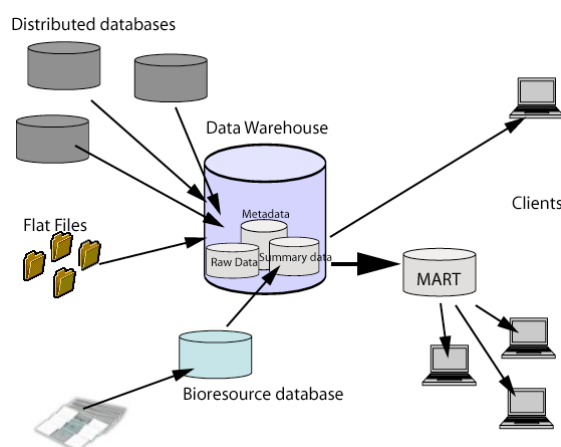 Distributed databases
Data Warehouse
Metadata
Raw Data
Summary data
Flat Files
Clients
MART
Bioresource database